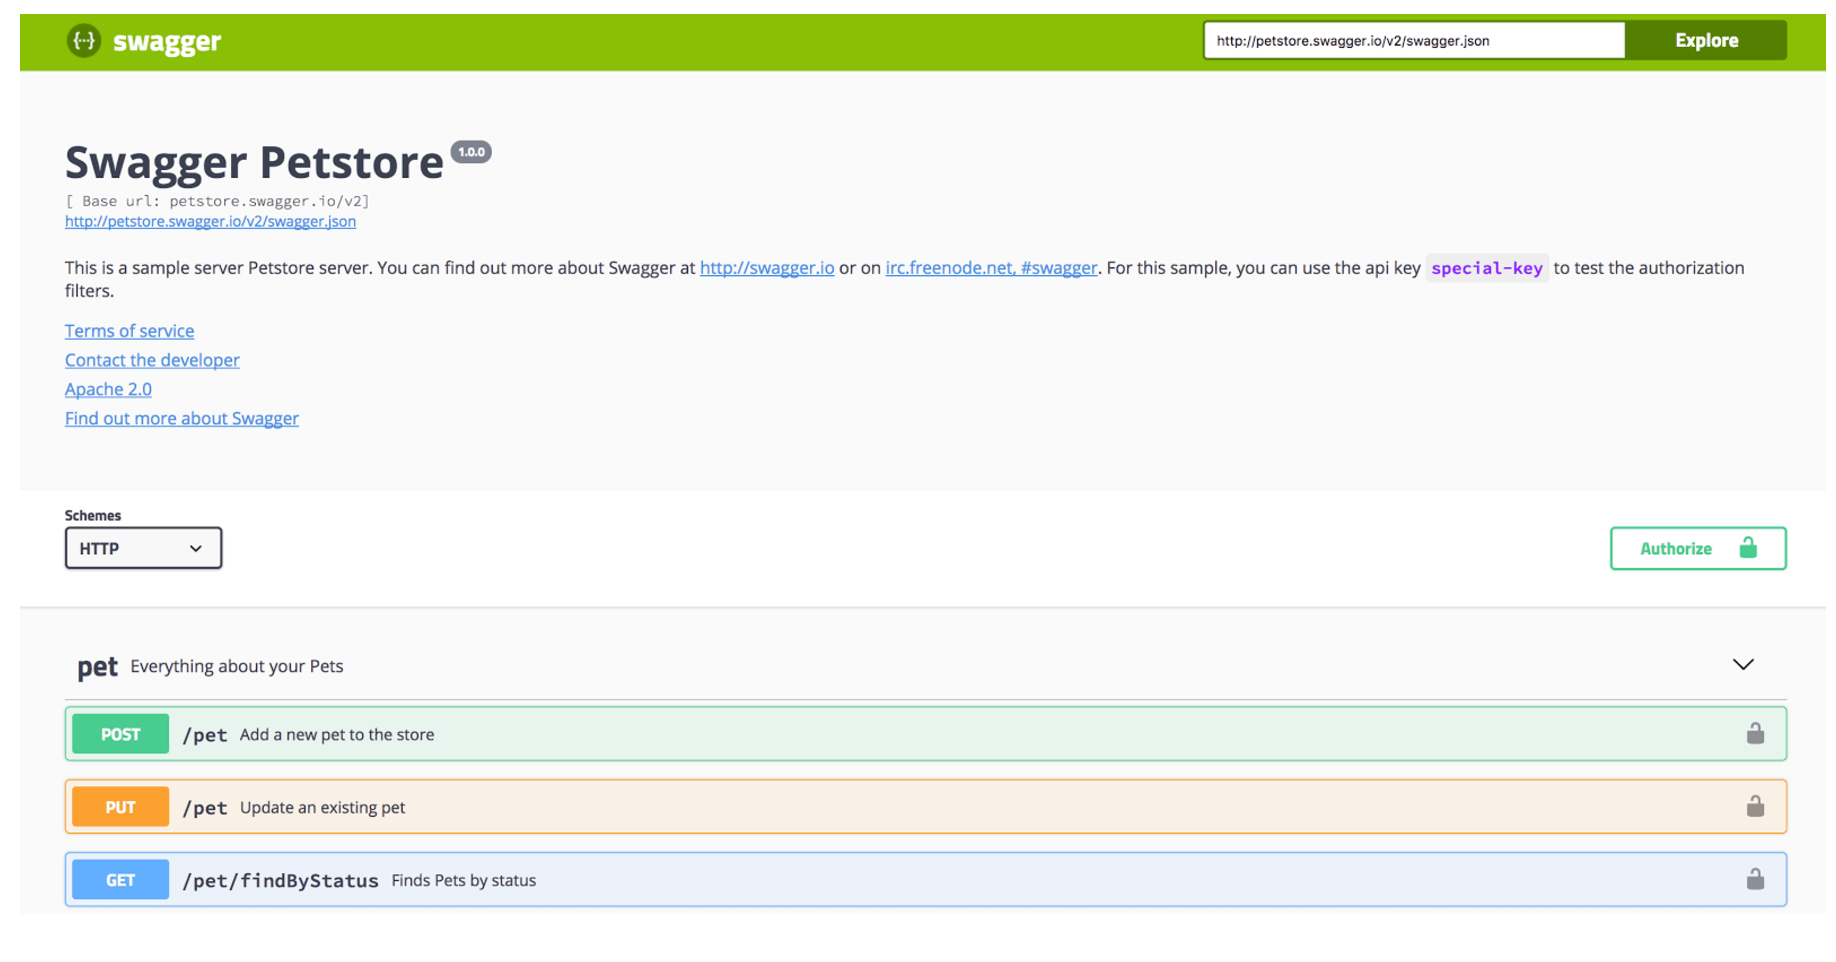 {···} swagger
http://petstore.swagger.io/v2/swagger.json
Explore
Swagger Petstore 1.0.0
[ Base url: petstore.swagger.io/v2]
http://petstore.swagger.io/v2/swagger.json
This is a sample server Petstore server. You can find out more about Swagger at http://swagger.io or on irc.freenode.net, #swagger. For this sample, you can use the api key special-key to test the authorization
filters.
Terms of service
Contact the developer
Apache 2.0
Find out more about Swagger
Schemes
HTTP
Authorize
pet Everything about your Pets
POST /pet Add a new pet to the store
PUT /pet Update an existing pet
GET /pet/findByStatus Finds Pets by status